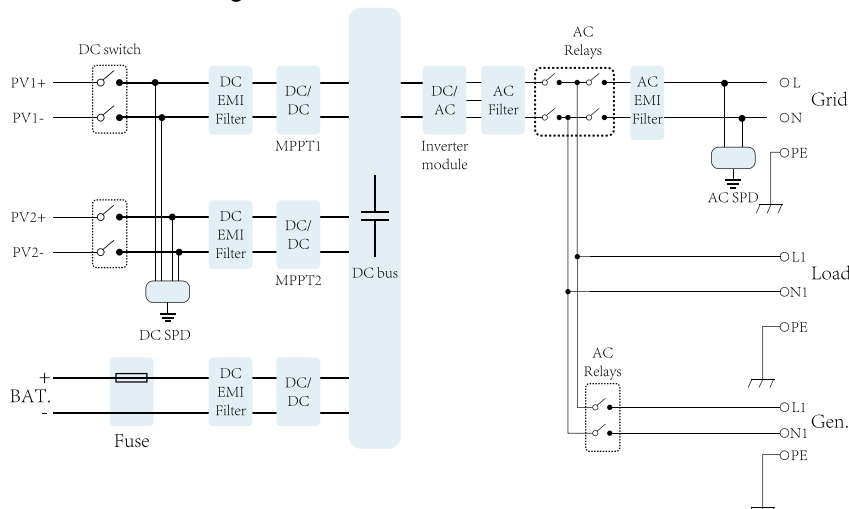 DC switch
PV1+
PV1-
DC
EMI
Filter
DC/
DC
MPPT1
DC/
AC
Inverter
module
AC
Filter
AC
Relays
AC
EMI
Filter
L
N
Grid
PE
AC SPD
PV2+
PV2-
DC
EMI
Filter
DC/
DC
MPPT2
DC bus
DC SPD
L1
N1
Load
PE
BAT.
+
-
Fuse
DC
EMI
Filter
DC/
DC
AC
Relays
L1
N1
Gen.
PE